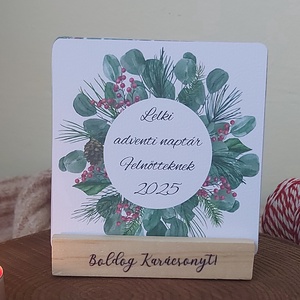 Lelki
adventi naptár
Felnőtteknek
2025
Boldog Karácsonyt!